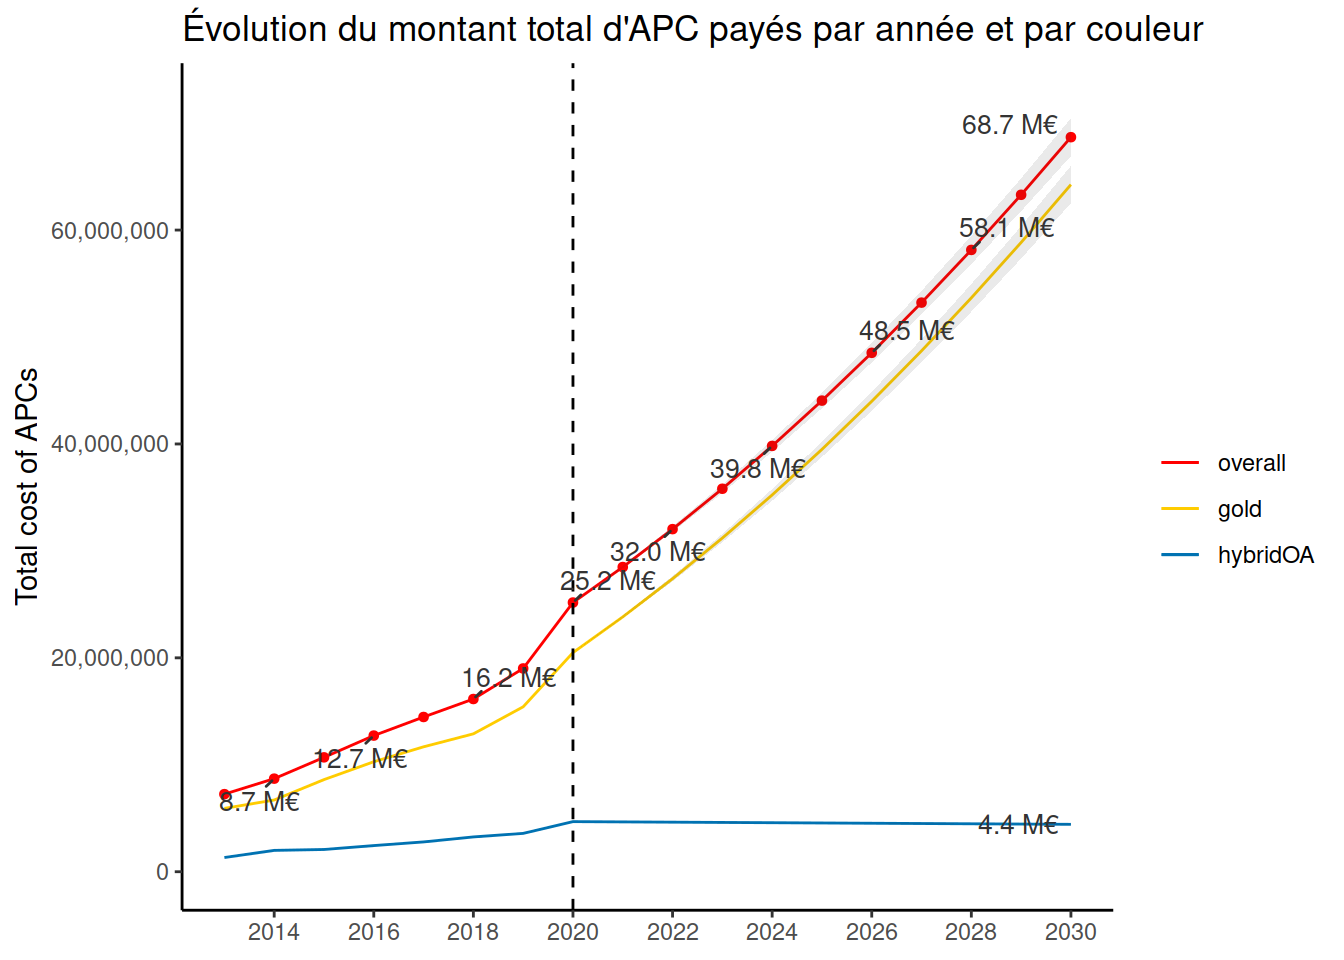 Évolution du montant total d'APC payés par année et par couleur
Total cost of APCs
60,000,000
40,000,000
20,000,000
0
68.7 M€
58.1 M€
48.5 M€
39.8 M€
32.0 M€
25.2 M€
16.2 M€
12.7 M€
8.7 M€
4.4 M€
2014 2016 2018 2020 2022 2024 2026 2028 2030
overall
gold
hybridOA